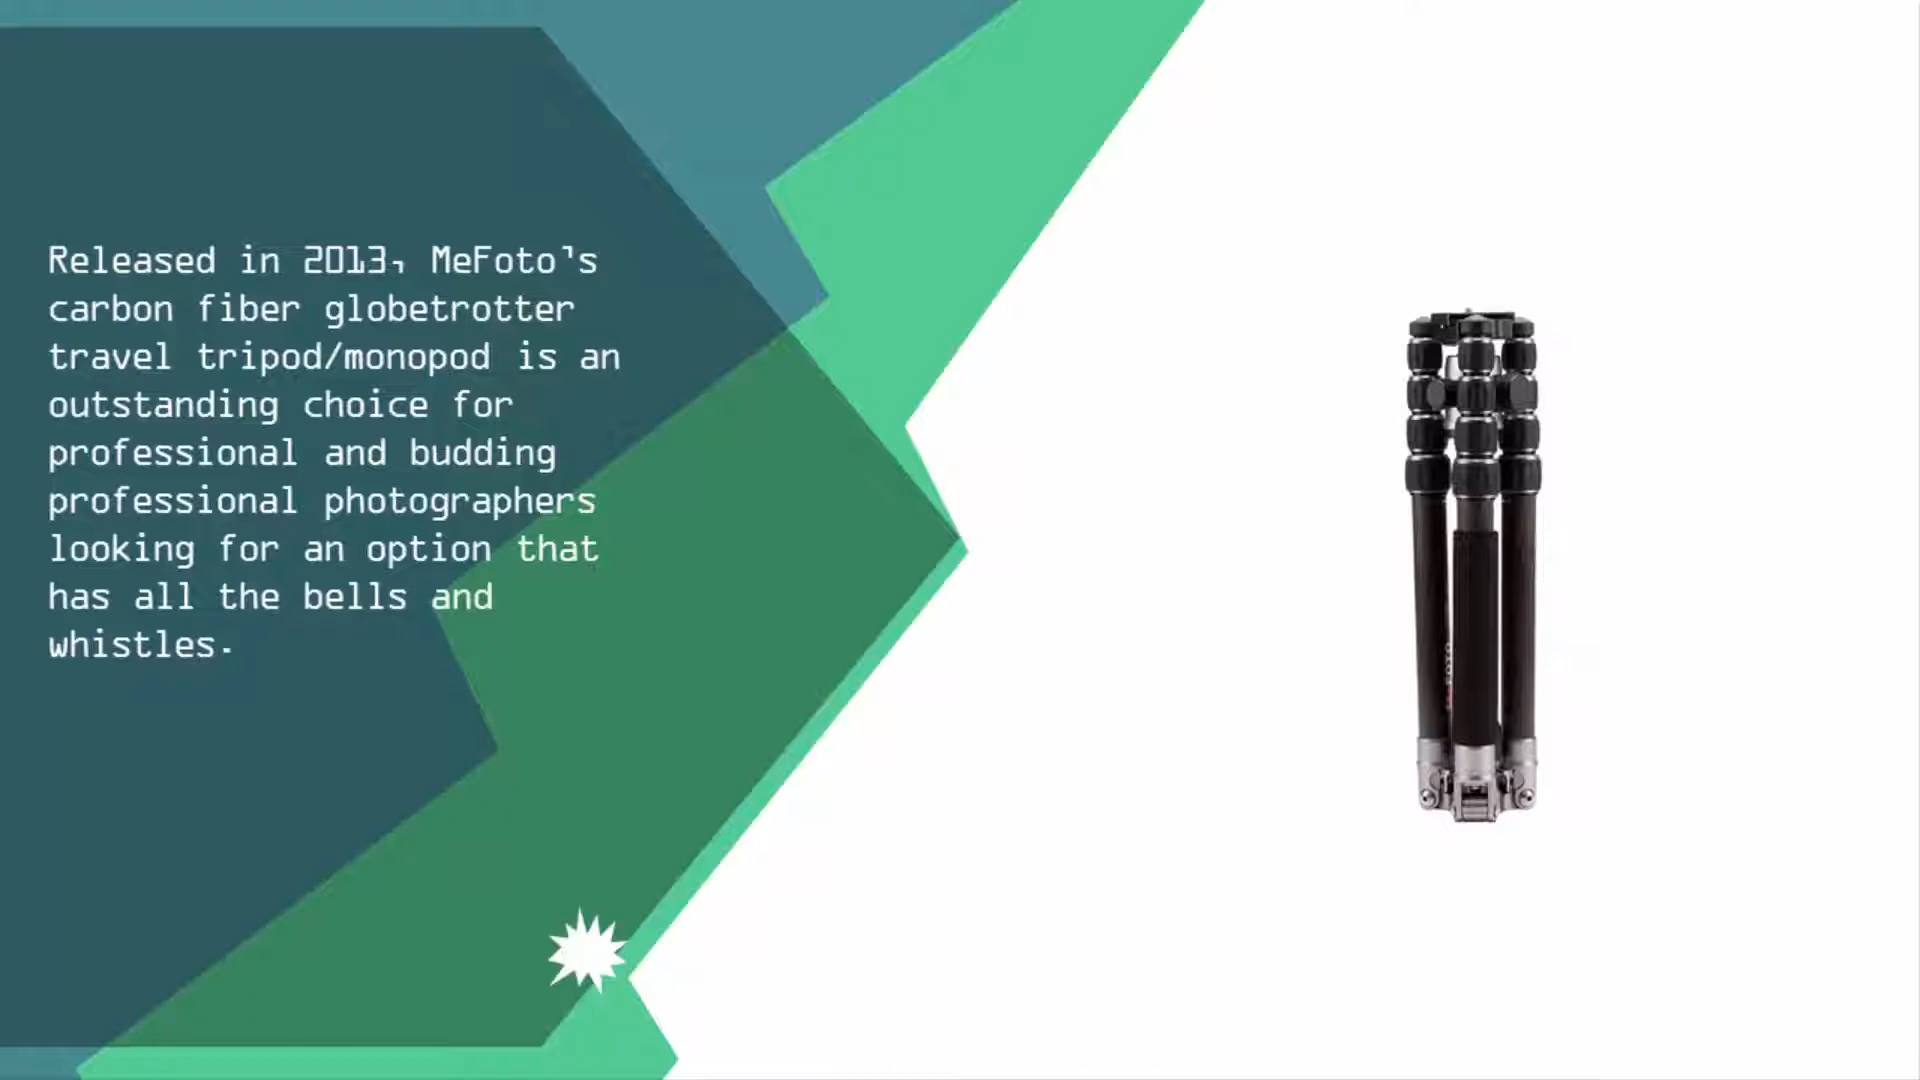 Released in 2013, MeFoto's
carbon fiber globetrotter
travel tripod/monopod is an
outstanding choice for
professional and budding
professional photographers
looking for an option that
has all the bells and
whistles.